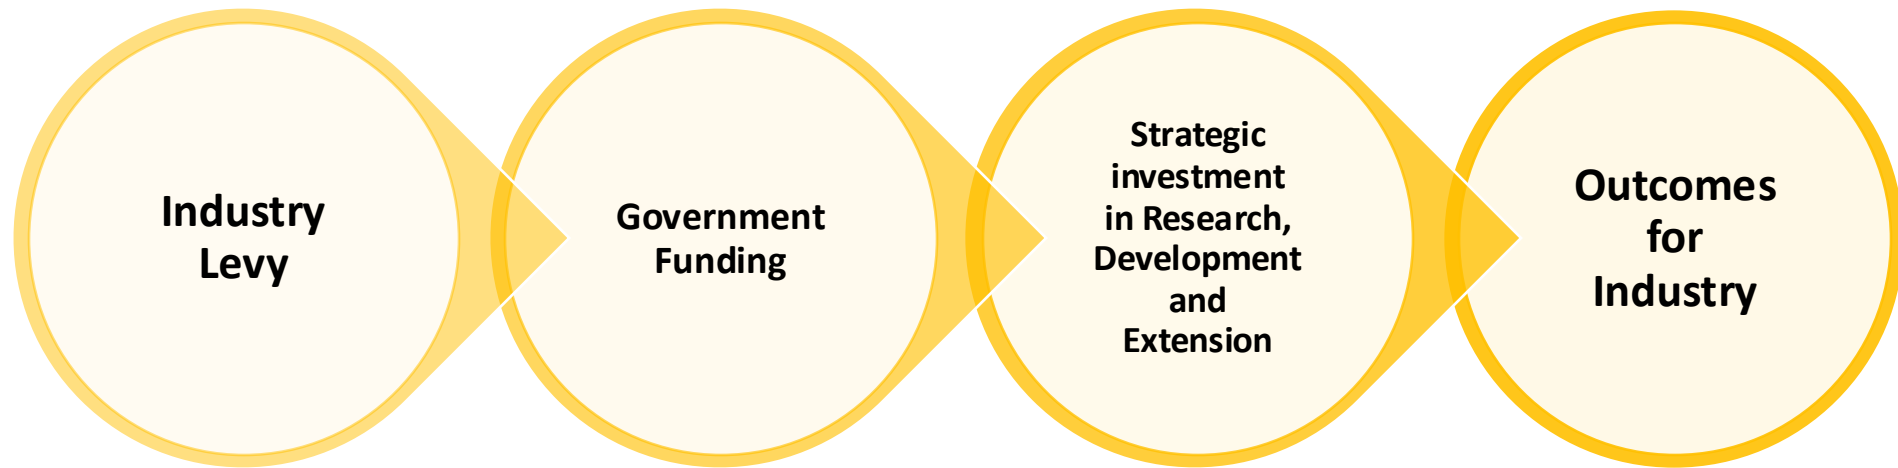 Industry
Levy
Government
Funding
Strategic
investment
in Research,
Development
and
Extension
Outcomes
for
Industry